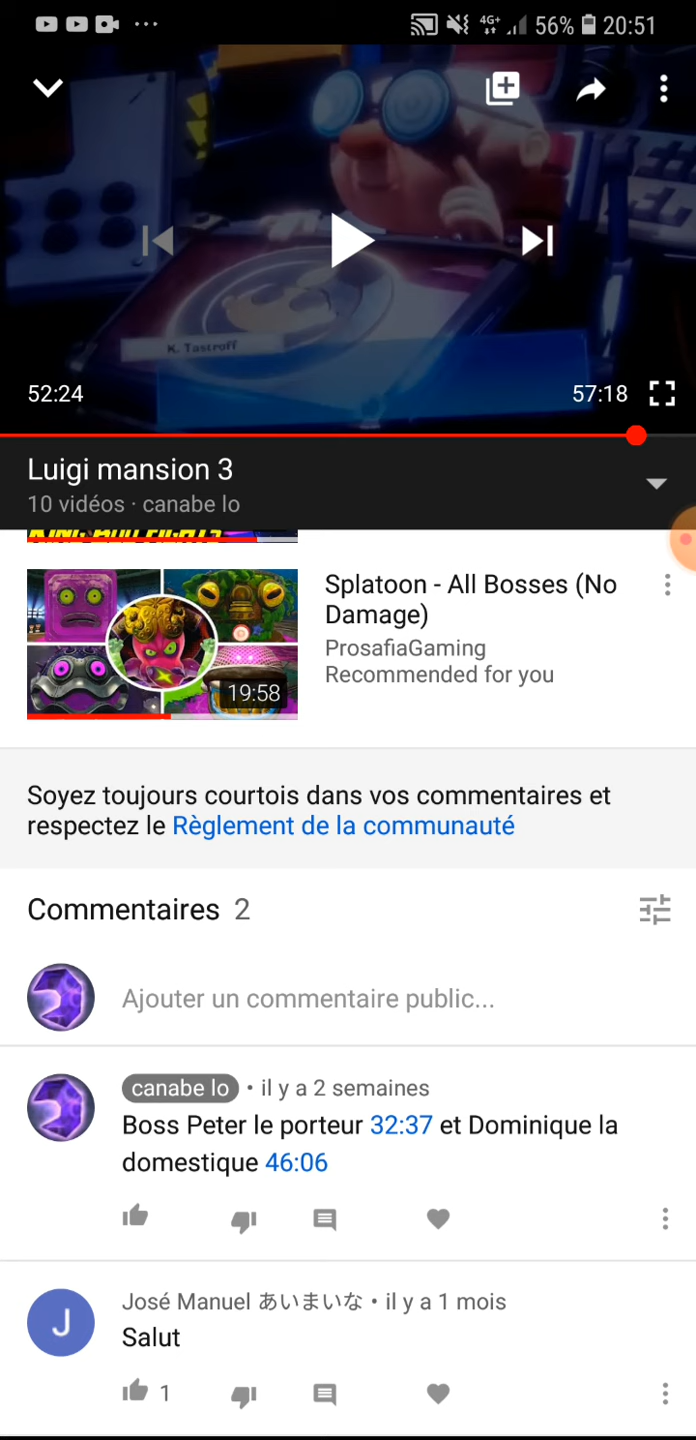 4G+ 56% 20:51
K. Tastroff
52:24 57:18
Luigi mansion 3
10 vidéos · canabe lo
19:58
Splatoon - All Bosses (No
Damage)
ProsafiaGaming
Recommended for you
Soyez toujours courtois dans vos commentaires et
respectez le Règlement de la communauté
Commentaires 2
Ajouter un commentaire public...
canabe lo • il y a 2 semaines
Boss Peter le porteur 32:37 et Dominique la
domestique 46:06
J
José Manuel あいまいな • il y a 1 mois
Salut
1